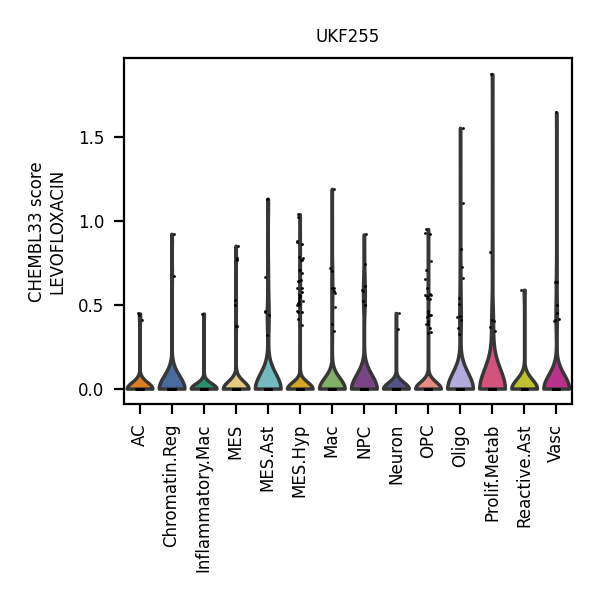 UKF255
CHEMBL33 score
LEVOFLOXACIN
1.5
1.0
0.5
0.0
AC
Chromatin.Reg
Inflammatory.Mac
MES
MES.Ast
MES.Hyp
Mac
NPC
Neuron
OPC
Oligo
Prolif.Metab
Reactive.Ast
Vasc